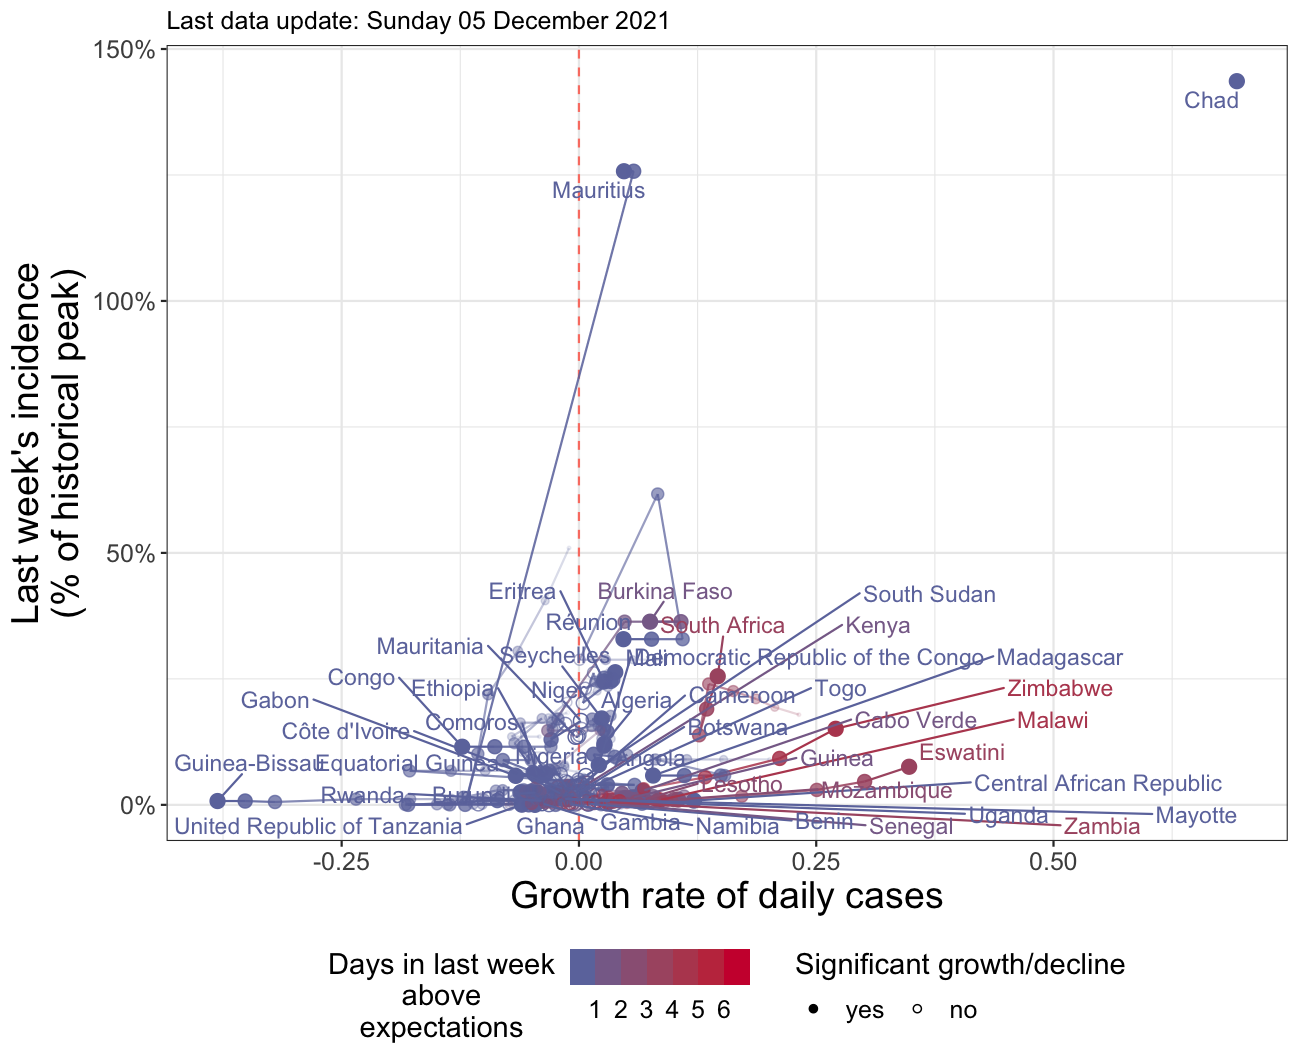 Last data update: Sunday 05 December 2021
150%
100%
50%
0%
Last week's incidence
(% of historical peak)
Chad
Mauritius
Eritrea
Burkina Faso
South Sudan
Réunion
South Africa
Kenya
Mauritania
Seychelles
Mali
Democratic Republic of the Congo
Madagascar
Congo
Ethiopia
Niger
Algeria
Cameroon
Togo
Zimbabwe
Gabon
Comoros
Botswana
Cabo Verde
Malawi
Côte d'Ivoire
Nigeria
Angola
Guinea
Eswatini
Guinea-Bissau
Equatorial Guinea
Lesotho
Mozambique
Central African Republic
Rwanda
Burundi
Uganda
Mayotte
United Republic of Tanzania
Ghana
Gambia
Namibia
Benin
Senegal
Zambia
-0.25
0.00
0.25
0.50
Growth rate of daily cases
Days in last week
above
expectations
1 2 3 4 5 6
Significant growth/decline
yes
no